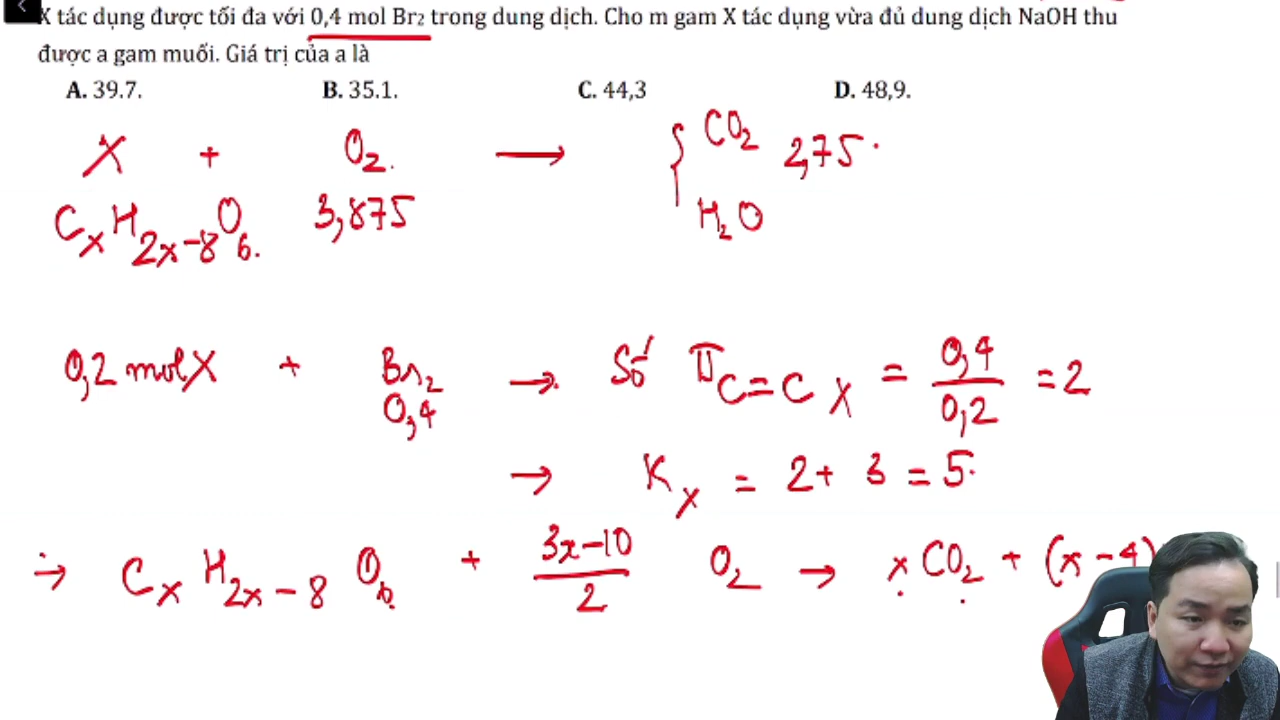 X tác dụng được tối đa với 0,4 mol Br₂ trong dung dịch. Cho m gam X tác dụng vừa đủ dung dịch NaOH thu
được a gam muối. Giá trị của a là
A. 39.7. B. 35.1. C. 44,3 D. 48,9.
X + O₂ → { CO₂ 2,75
H₂O
CₓH₂ₓ₋₈O₆. 3,875
0,2 mol X + Br₂ → Số π C=C X = 0,4/0,2 = 2
0,4
→ Kₓ = 2 + 3 = 5
→ CₓH₂ₓ₋₈O₆ + (3x-10)/2 O₂ → xCO₂ + (x-4)